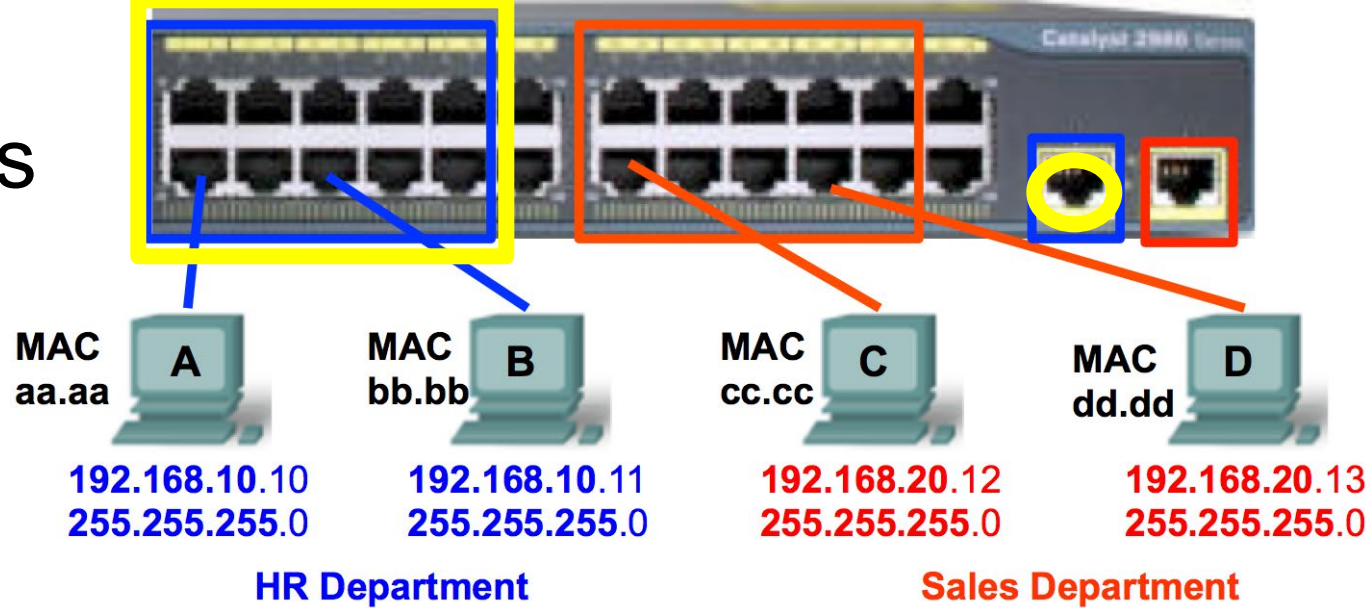 Catalyst 2960 Series
s
MAC
aa.aa
A
MAC
bb.bb
B
MAC
cc.cc
C
MAC
dd.dd
D
192.168.10.10
255.255.255.0
192.168.10.11
255.255.255.0
192.168.20.12
255.255.255.0
192.168.20.13
255.255.255.0
HR Department
Sales Department